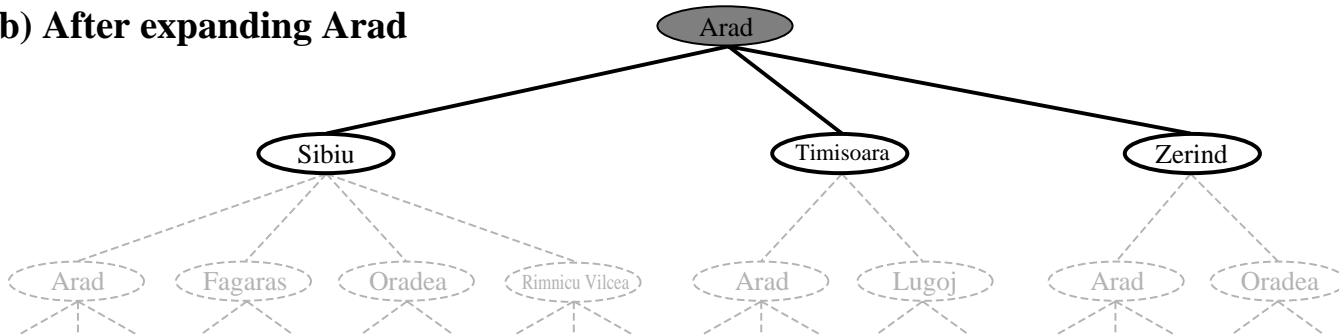 b) After expanding Arad
Arad
Sibiu
Timisoara
Zerind
Arad
Fagaras
Oradea
Rimnicu Vilcea
Arad
Lugoj
Arad
Oradea